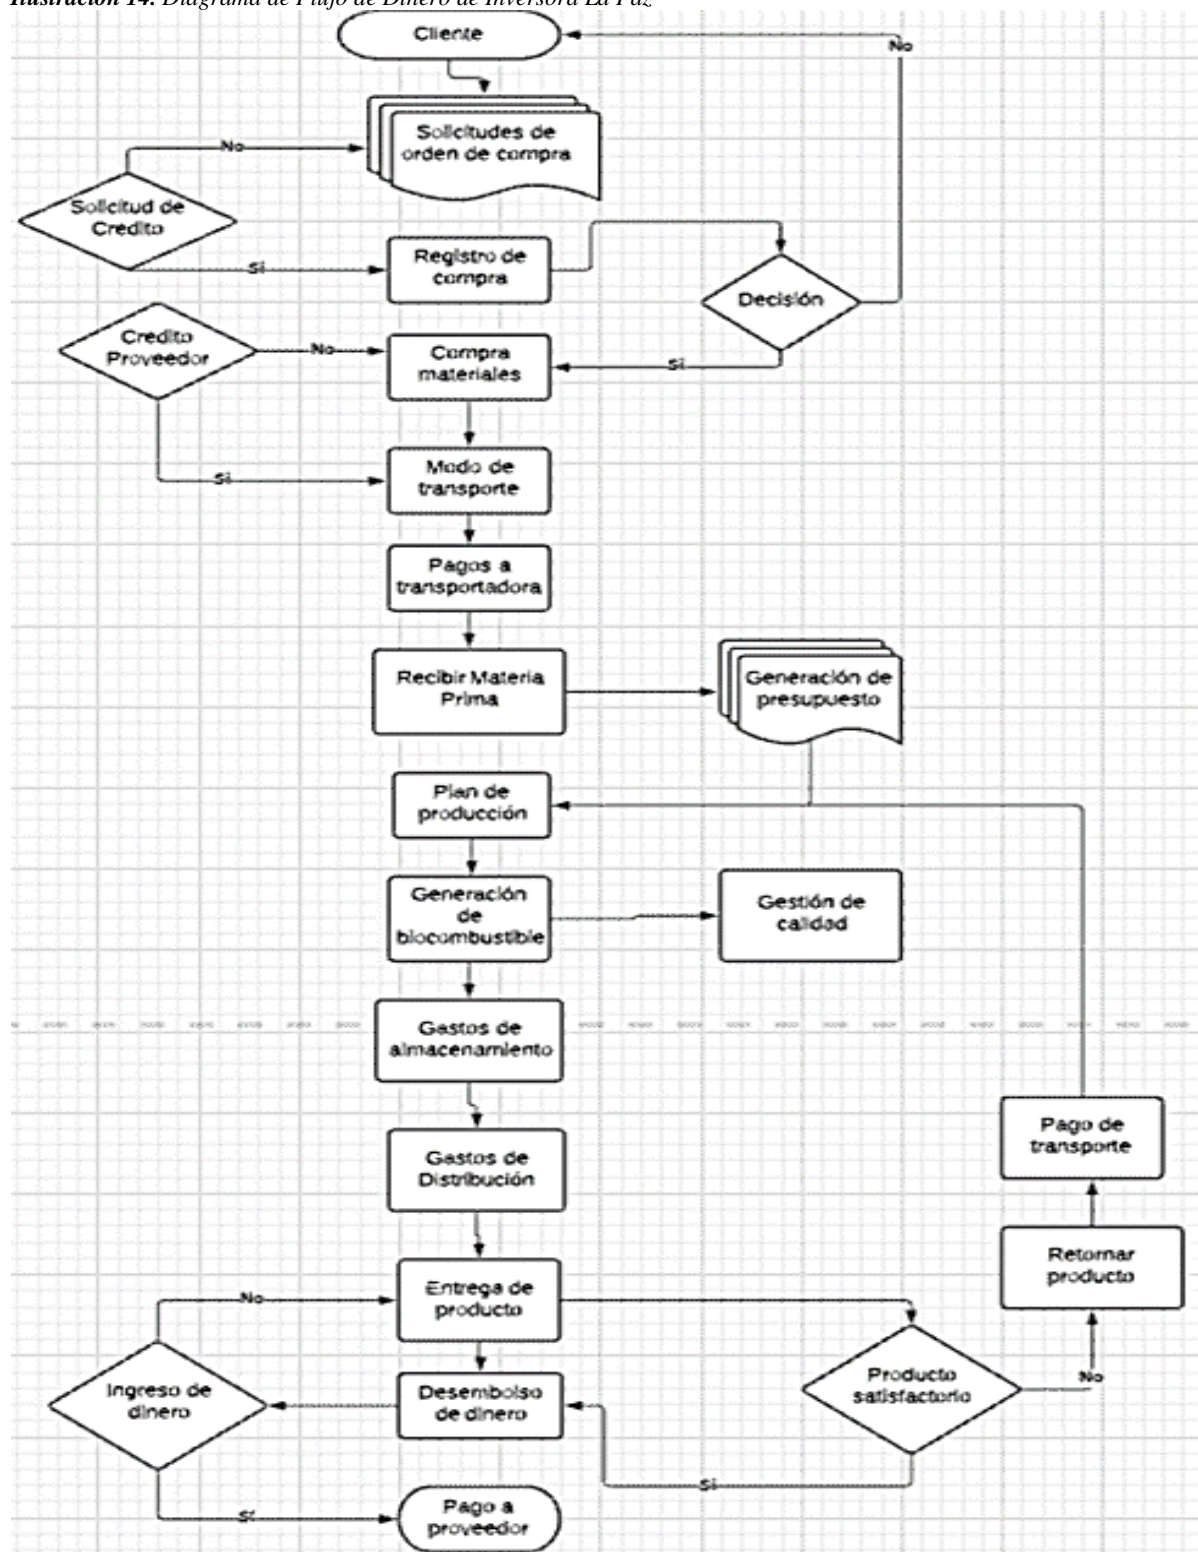 Ilustración 14. Diagrama de Flujo de Dinero de Inversora La Paz
Cliente
No
Solicitudes de
orden de compra
No
Solicitud de
Credito
Si
Registro de
compra
Decisión
Credito
Proveedor
No
Compra
materiales
Si
Modo de
transporte
Si
Pagos a
transportadora
Recibir Materia
Prima
Generación de
presupuesto
Plan de
producción
Generación
de
biocombustible
Gestión de
calidad
Gastos de
almacenamiento
Pago de
transporte
Gastos de
Distribución
Retornar
producto
Entrega de
producto
No
Producto
satisfactorio
No
Ingreso de
dinero
Desembolso
de dinero
Si
Pago a
proveedor
Si